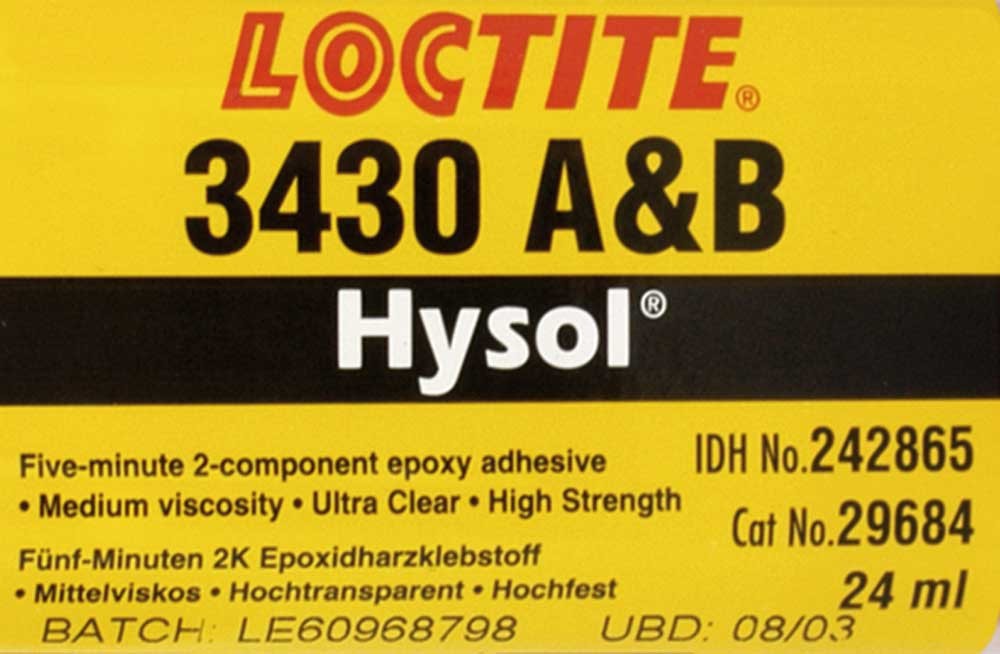 LOCTITE®
3430 A&B
Hysol®
Five-minute 2-component epoxy adhesive
• Medium viscosity • Ultra Clear • High Strength
Fünf-Minuten 2K Epoxidharzklebstoff
• Mittelviskos • Hochtransparent • Hochfest
IDH No.242865
Cat No.29684
24 ml
BATCH: LE60968798 UBD: 08/03